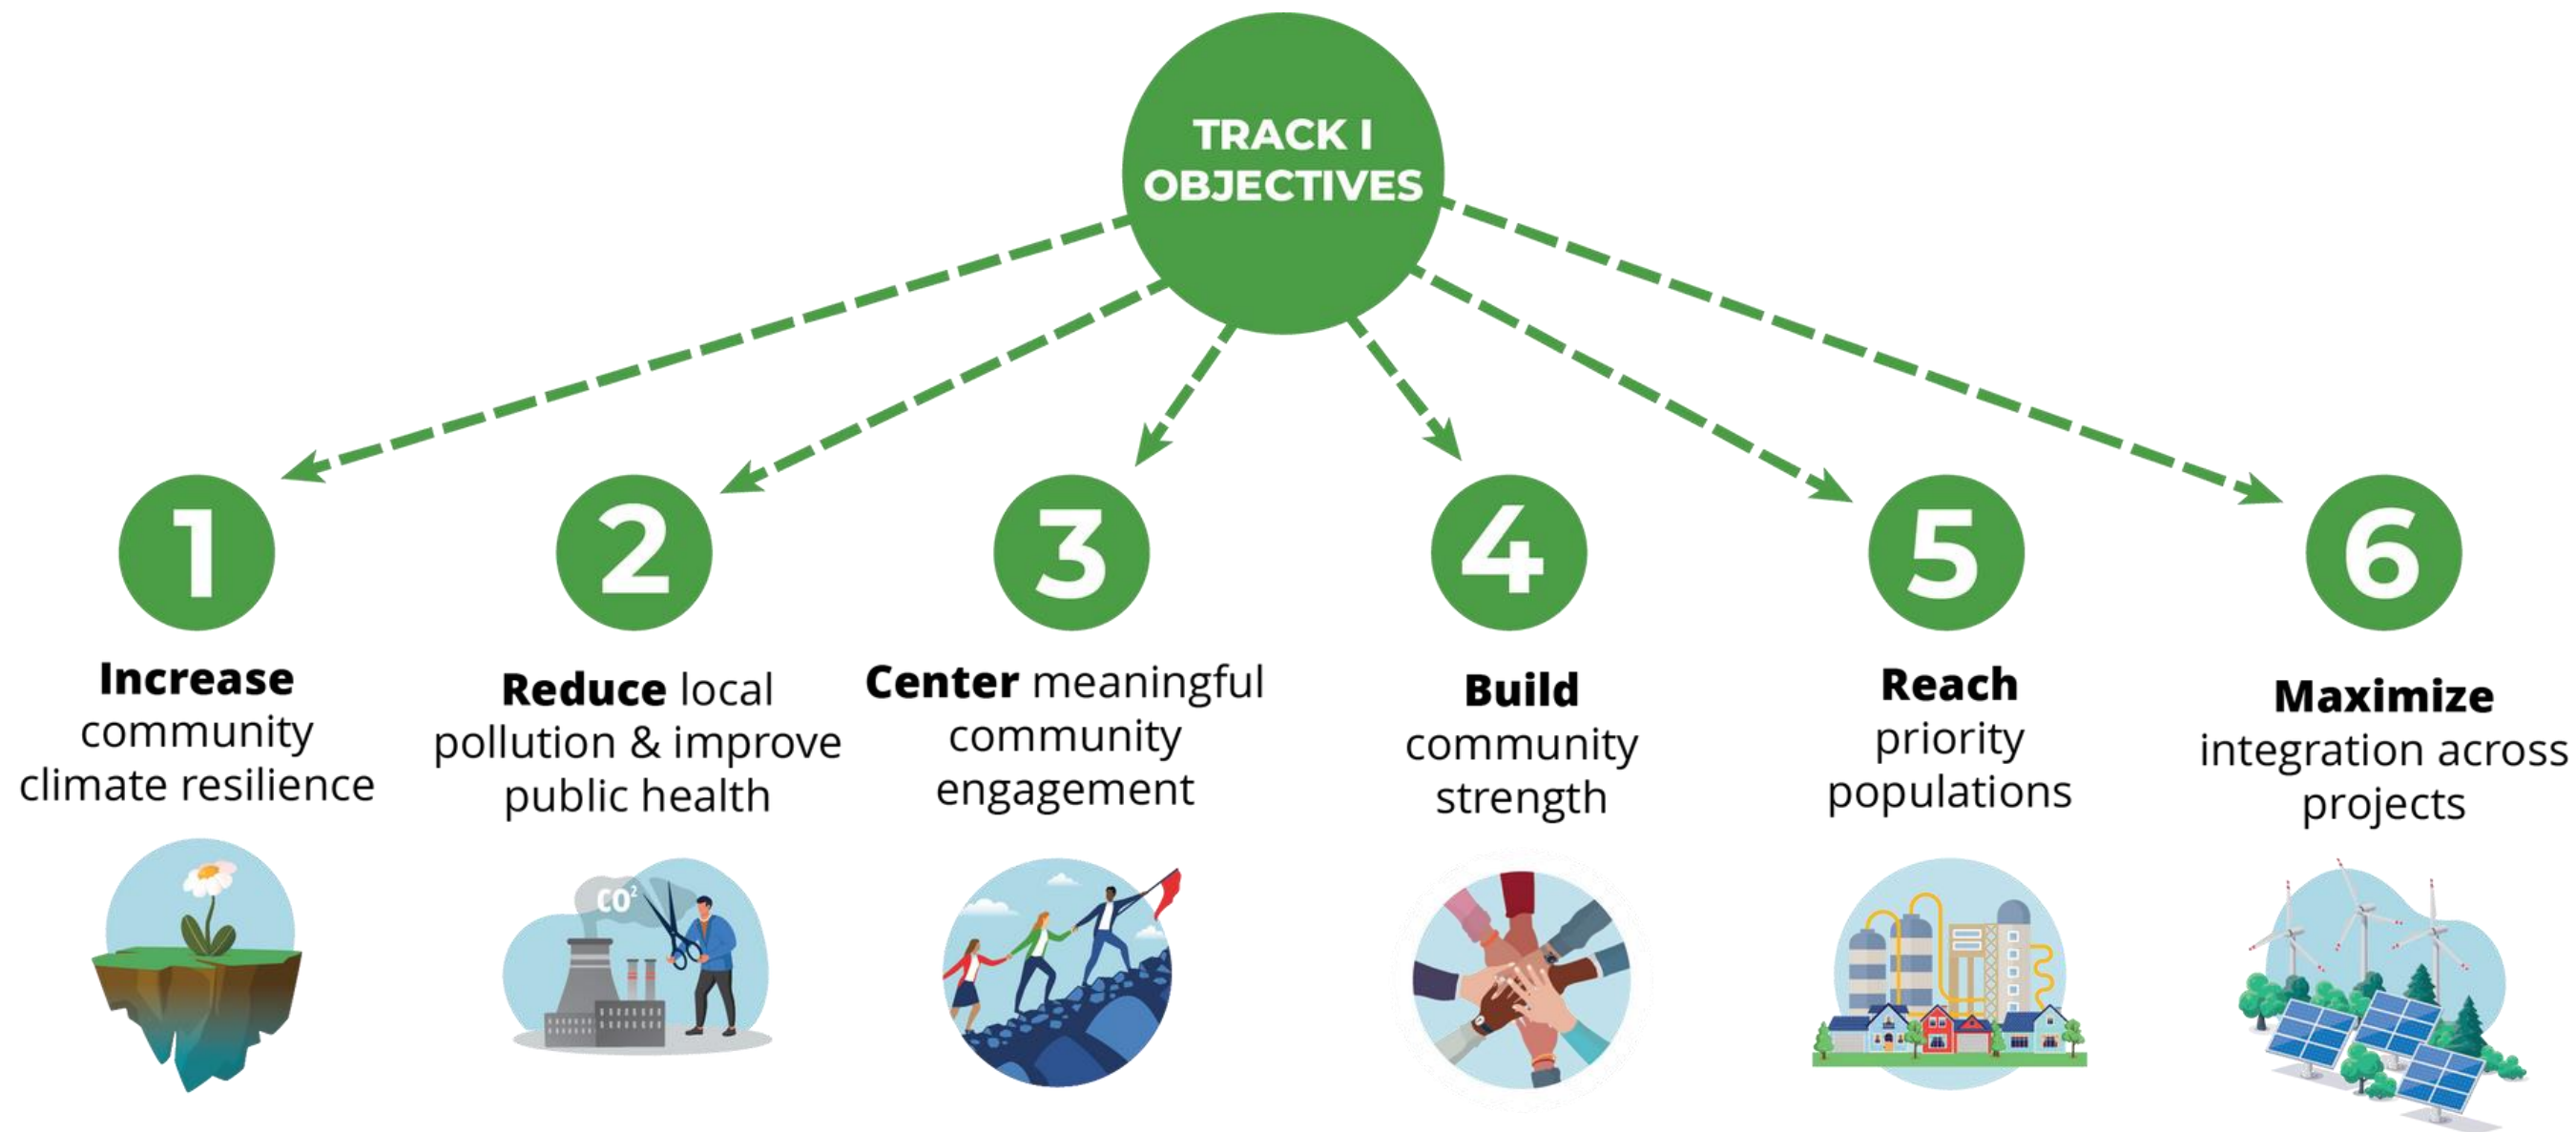 TRACK I
OBJECTIVES
1
Increase
community
climate resilience
2
Reduce local
pollution & improve
public health
CO²
3
Center meaningful
community
engagement
4
Build
community
strength
5
Reach
priority
populations
6
Maximize
integration across
projects